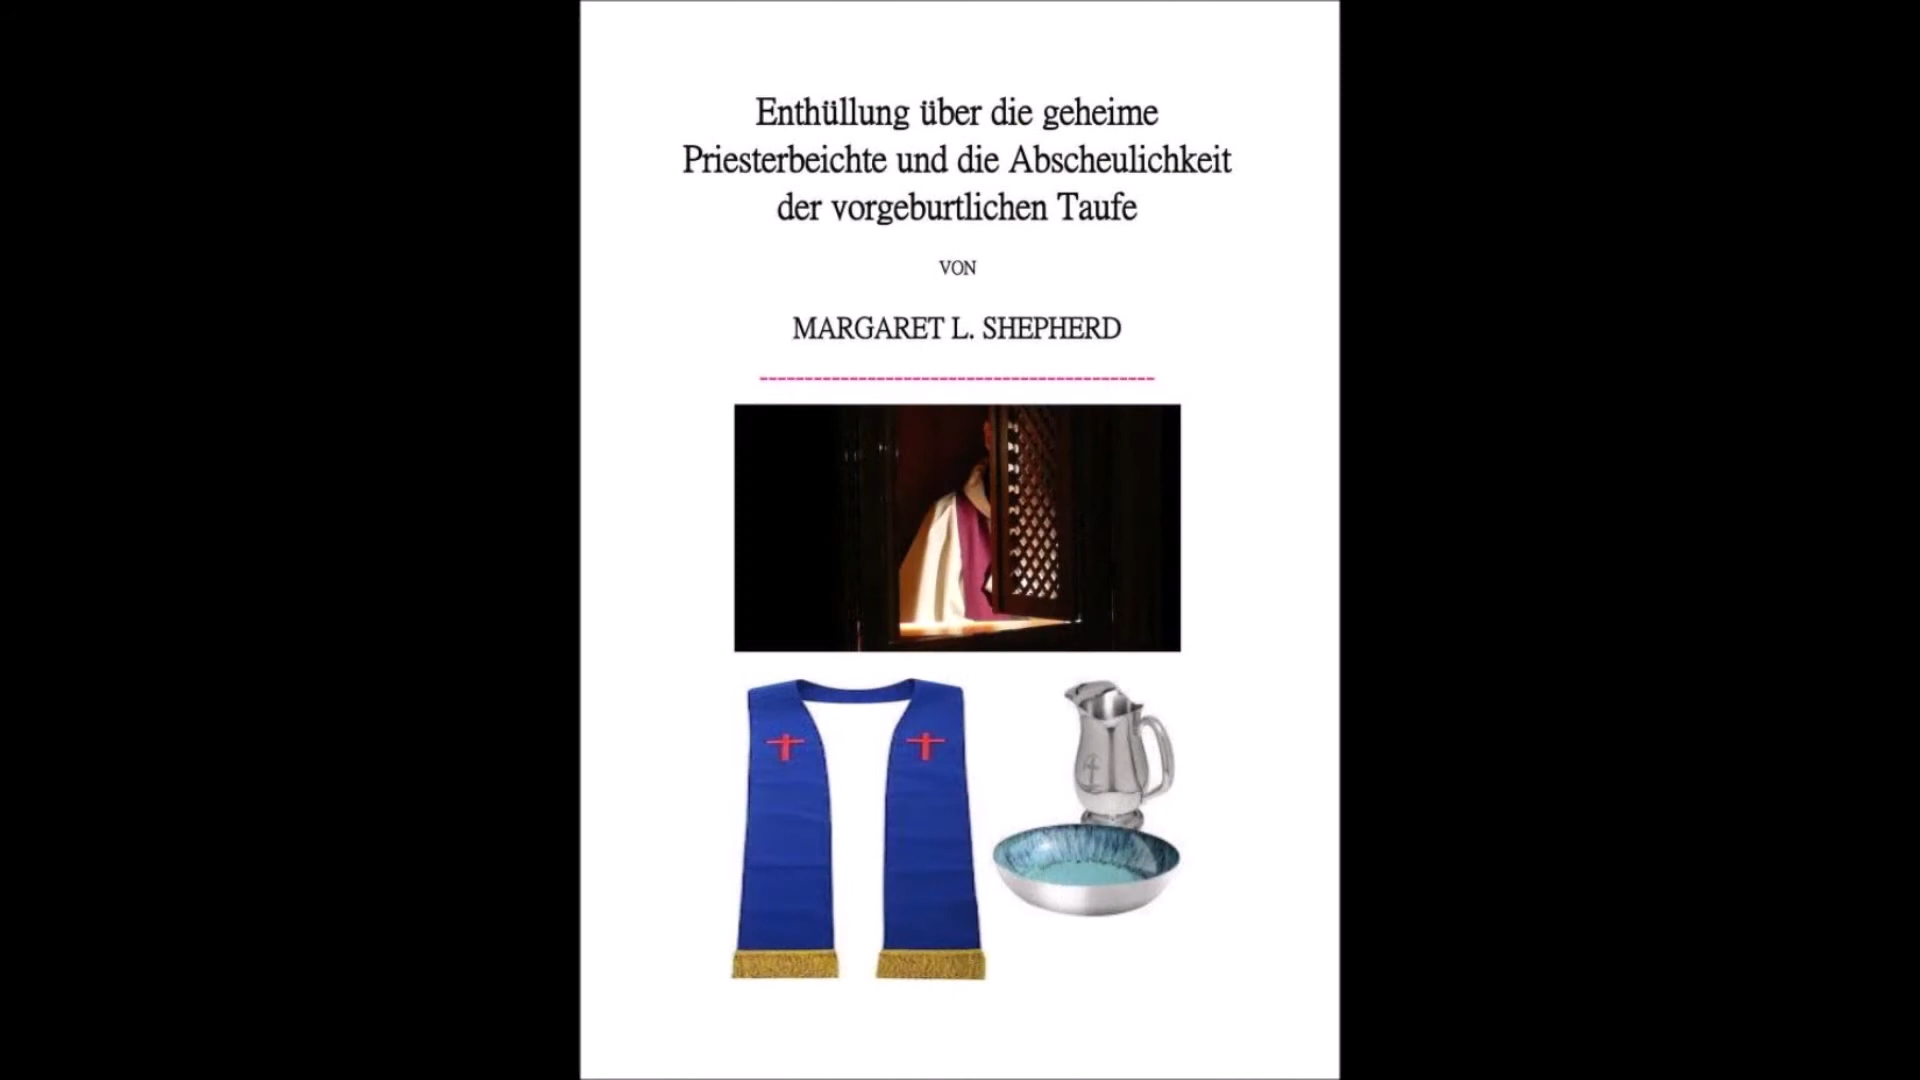 Enthüllung über die geheime
Priesterbeichte und die Abscheulichkeit
der vorgeburtlichen Taufe
VON
MARGARET L. SHEPHERD